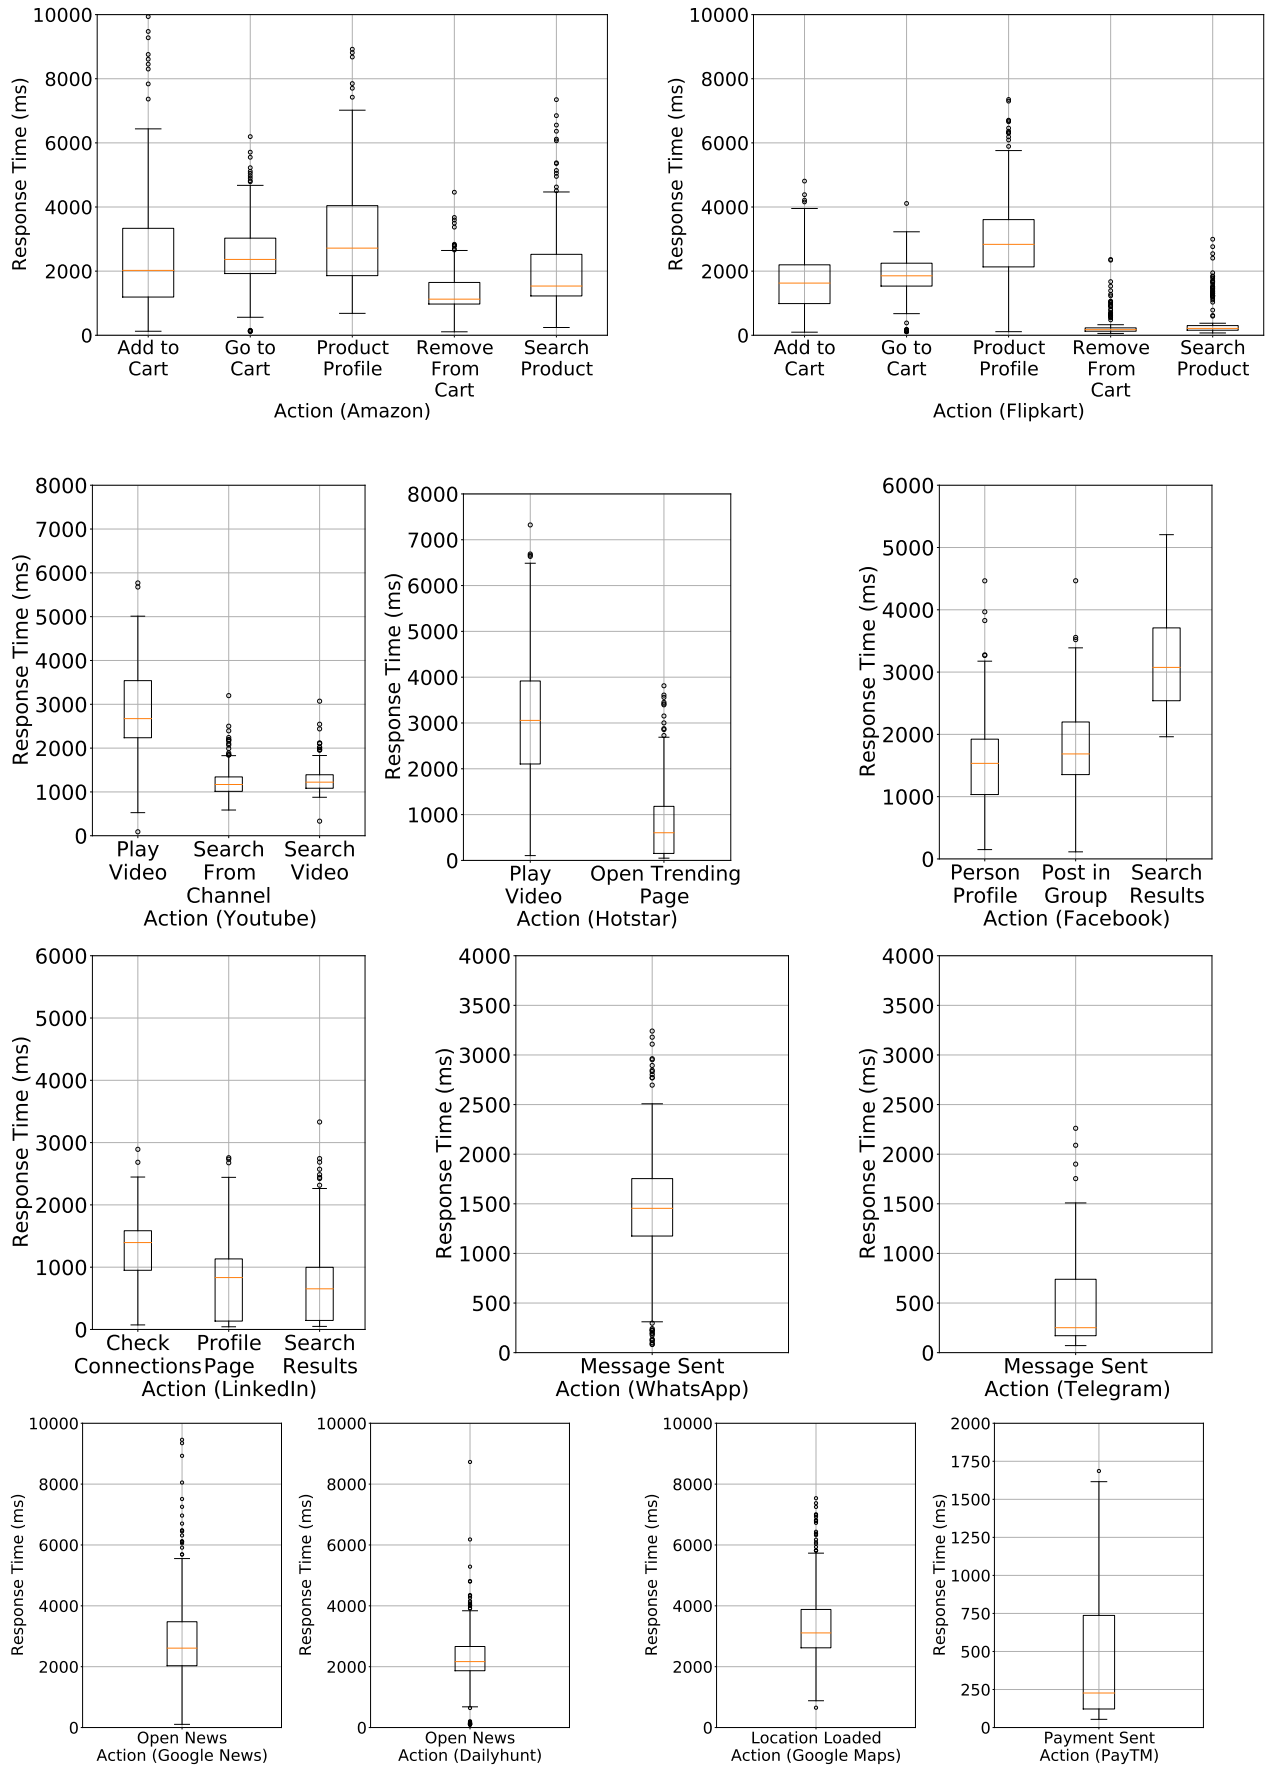 10000
8000
6000
4000
2000
0
Response Time (ms)
Add to Cart
Go to Cart
Product Profile
Remove From Cart
Search Product
Action (Amazon)
10000
8000
6000
4000
2000
0
Response Time (ms)
Add to Cart
Go to Cart
Product Profile
Remove From Cart
Search Product
Action (Flipkart)
8000
7000
6000
5000
4000
3000
2000
1000
0
Response Time (ms)
Play Video
Search From Channel
Search Video
Action (Youtube)
8000
7000
6000
5000
4000
3000
2000
1000
0
Response Time (ms)
Play Video
Open Trending Page
Action (Hotstar)
6000
5000
4000
3000
2000
1000
0
Response Time (ms)
Person Profile
Post in Group
Search Results
Action (Facebook)
6000
5000
4000
3000
2000
1000
0
Response Time (ms)
Check Connections
Profile Page
Search Results
Action (LinkedIn)
4000
3500
3000
2500
2000
1500
1000
500
0
Response Time (ms)
Message Sent
Action (WhatsApp)
4000
3500
3000
2500
2000
1500
1000
500
0
Response Time (ms)
Message Sent
Action (Telegram)
10000
8000
6000
4000
2000
0
Response Time (ms)
Open News
Action (Google News)
10000
8000
6000
4000
2000
0
Response Time (ms)
Open News
Action (Dailyhunt)
10000
8000
6000
4000
2000
0
Response Time (ms)
Location Loaded
Action (Google Maps)
2000
1750
1500
1250
1000
750
500
250
0
Response Time (ms)
Payment Sent
Action (PayTM)